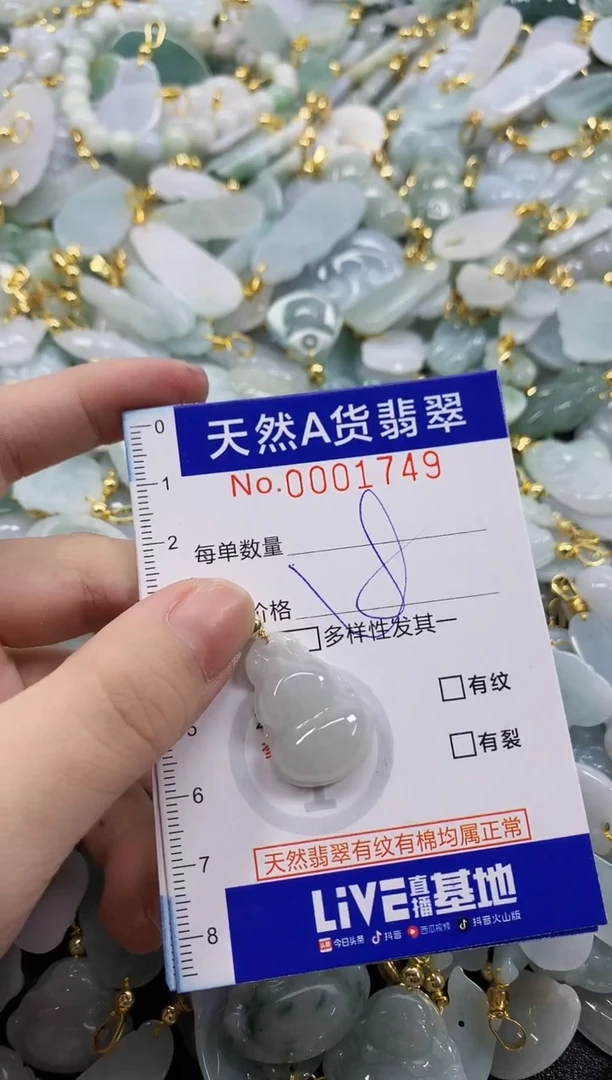 天然A货翡翠
No.0001749
每单数量
价格
多样性发其一
有纹
有裂
天然翡翠有纹有棉均属正常
LiVE直播基地
今日头条 抖音 西瓜视频 抖音火山版
0
1
2
5
6
7
8